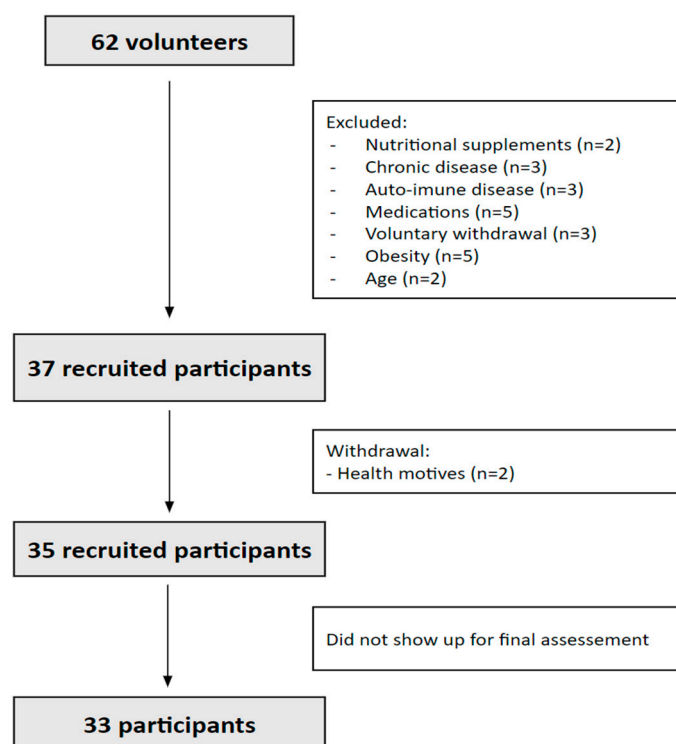 62 volunteers
Excluded:
- Nutritional supplements (n=2)
- Chronic disease (n=3)
- Auto-imune disease (n=3)
- Medications (n=5)
- Voluntary withdrawal (n=3)
- Obesity (n=5)
- Age (n=2)
37 recruited participants
Withdrawal:
- Health motives (n=2)
35 recruited participants
Did not show up for final assessement
33 participants